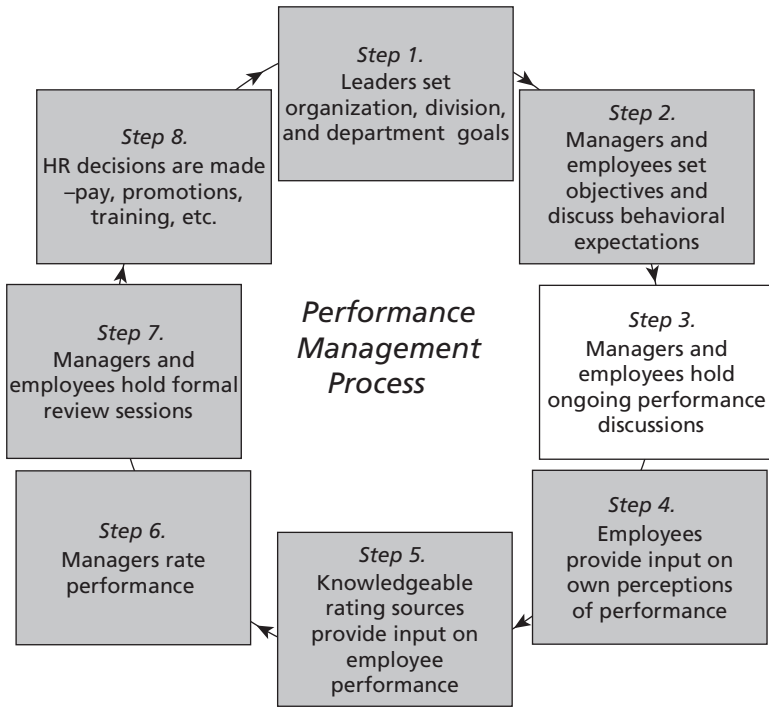 Step 1.
Leaders set
organization, division,
and department goals
Step 2.
Managers and
employees set
objectives and
discuss behavioral
expectations
Step 3.
Managers and
employees hold
ongoing performance
discussions
Step 4.
Employees
provide input on
own perceptions
of performance
Step 5.
Knowledgeable
rating sources
provide input on
employee
performance
Step 6.
Managers rate
performance
Step 7.
Managers and
employees hold formal
review sessions
Step 8.
HR decisions are made
–pay, promotions,
training, etc.
Performance
Management
Process